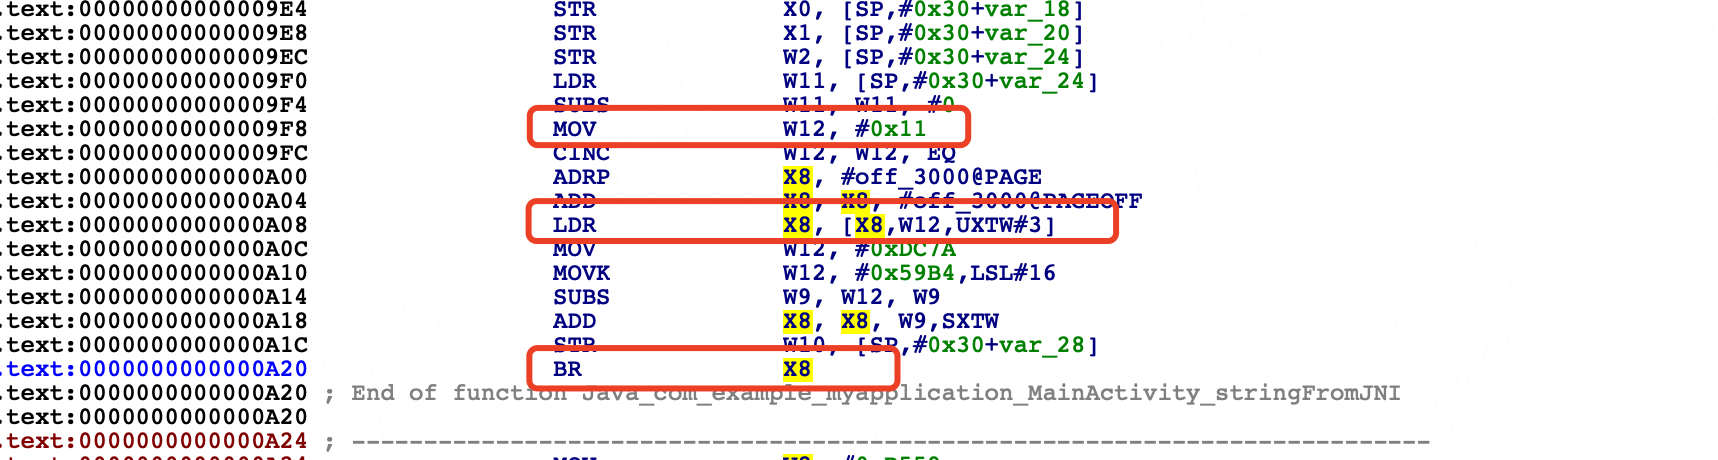 .text:00000000000009E4 STR X0, [SP,#0x30+var_18]
.text:00000000000009E8 STR X1, [SP,#0x30+var_20]
.text:00000000000009EC STR W2, [SP,#0x30+var_24]
.text:00000000000009F0 LDR W11, [SP,#0x30+var_24]
.text:00000000000009F4 SUBS W11, W11, #0
.text:00000000000009F8 MOV W12, #0x11
.text:00000000000009FC CINC W12, W12, EQ
.text:0000000000000A00 ADRP X8, #off_3000@PAGE
.text:0000000000000A04 ADD X8, X8, #off_3000@PAGEOFF
.text:0000000000000A08 LDR X8, [X8,W12,UXTW#3]
.text:0000000000000A0C MOV W12, #0xDC7A
.text:0000000000000A10 MOVK W12, #0x59B4,LSL#16
.text:0000000000000A14 SUBS W9, W12, W9
.text:0000000000000A18 ADD X8, X8, W9,SXTW
.text:0000000000000A1C STR W10, [SP,#0x30+var_28]
.text:0000000000000A20 BR X8
.text:0000000000000A20 ; End of function Java_com_example_myapplication_MainActivity_stringFromJNI
.text:0000000000000A20
.text:0000000000000A24 ; ---------------------------------------------------------------------------